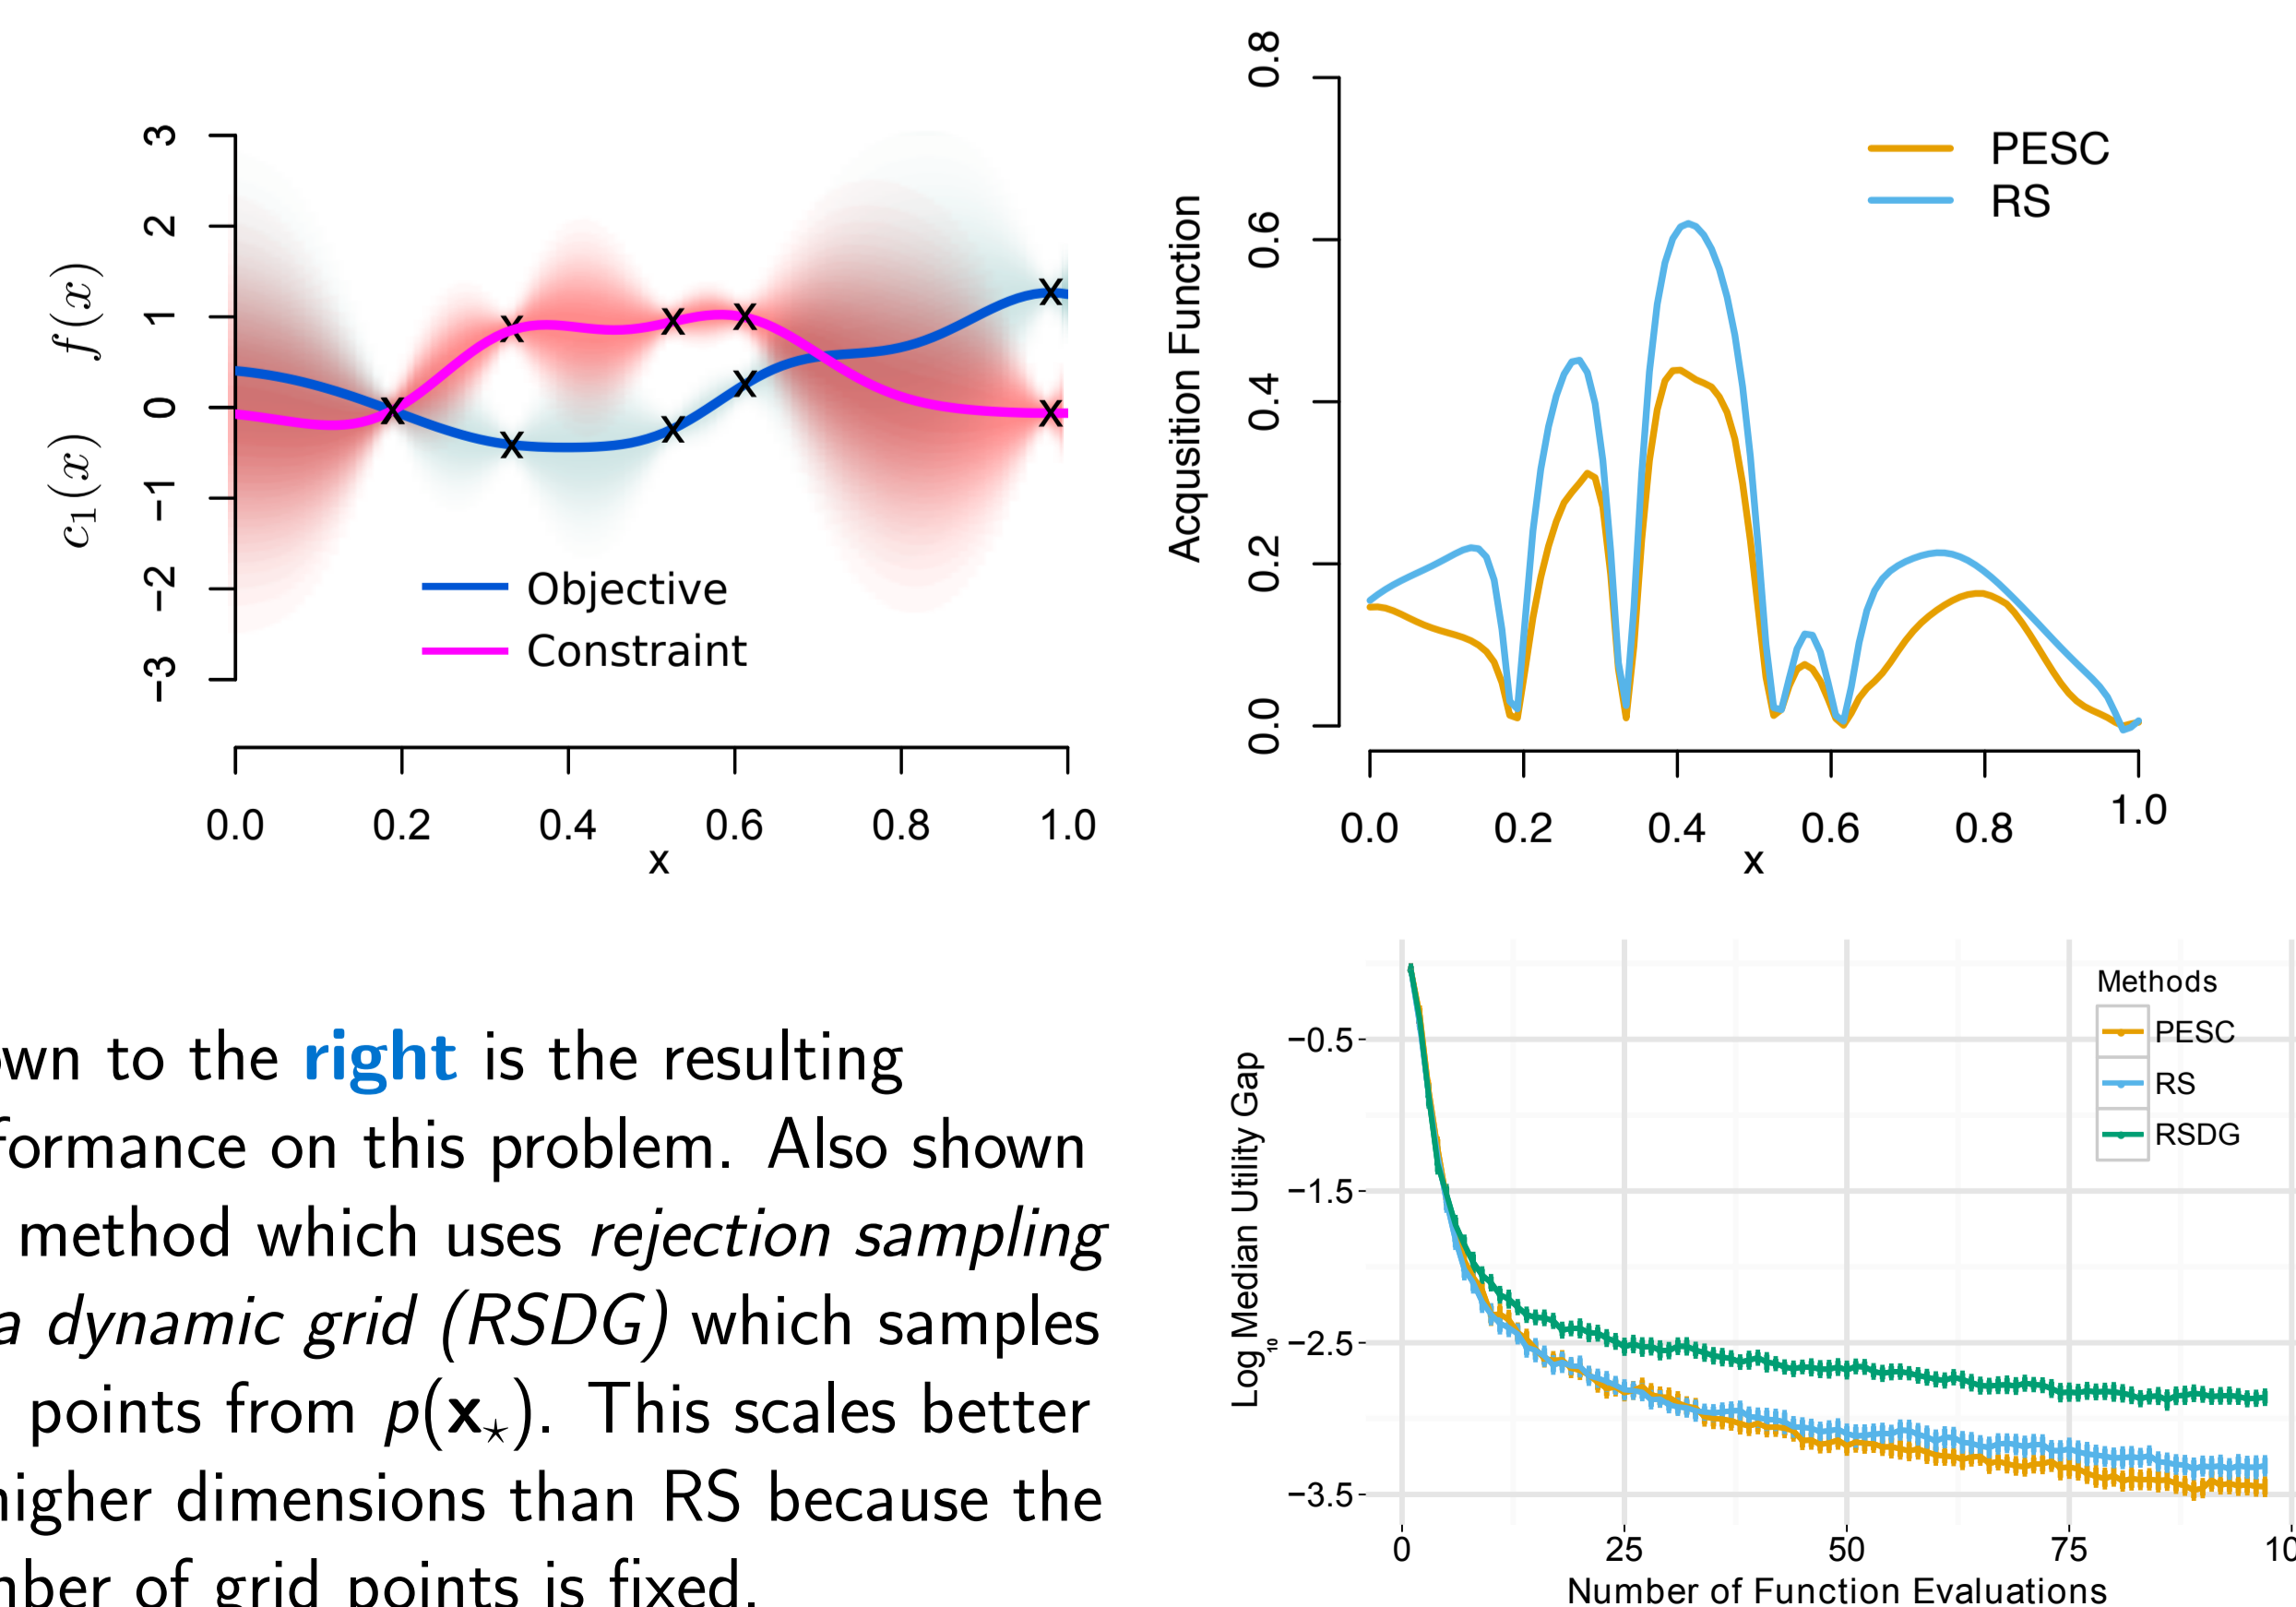 3
2
1
0
−1
−2
−3
f(x)
c₁(x)
Objective
Constraint
0.0 0.2 0.4 0.6 0.8 1.0
x
0.8
0.6
0.4
0.2
0.0
Acqusition Function
PESC
RS
0.0 0.2 0.4 0.6 0.8 1.0
x
wn to the right is the resulting
formance on this problem. Also shown
method which uses rejection sampling
a dynamic grid (RSDG) which samples
points from p(x⋆). This scales better
higher dimensions than RS because the
mber of grid points is fixed.
Log₁₀ Median Utility Gap
−0.5
−1.5
−2.5
−3.5
Methods
PESC
RS
RSDG
0 25 50 75 10
Number of Function Evaluations